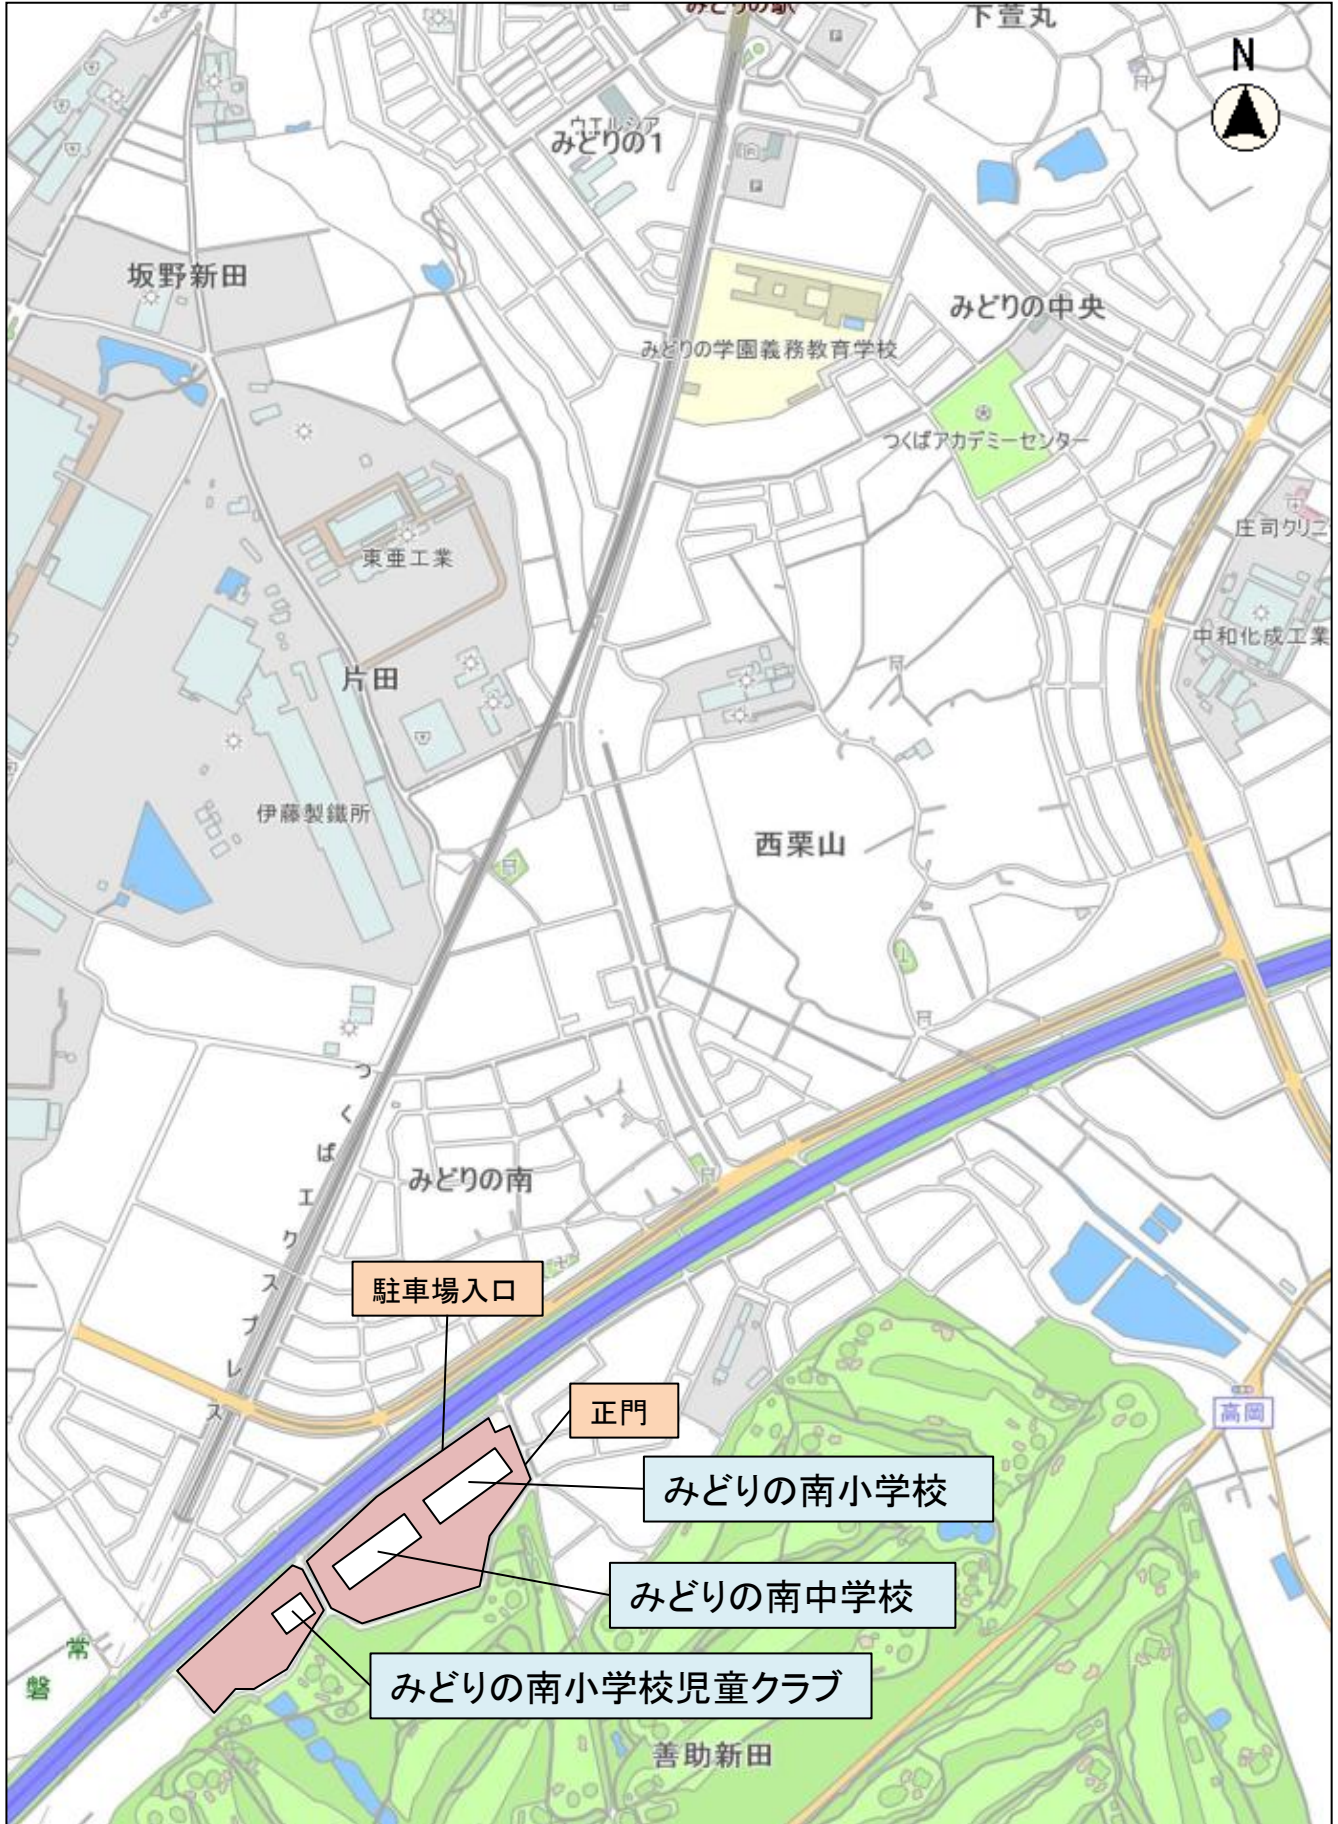 みどりの駅
下萱丸
N
ウエルシア
みどりの1
坂野新田
みどりの中央
みどりの学園義務教育学校
つくばアカデミーセンター
庄司クリニ
東亜工業
中和化成工業
片田
伊藤製鐵所
西栗山
つくばエクスプレス
みどりの南
駐車場入口
正門
高岡
みどりの南小学校
みどりの南中学校
常磐
みどりの南小学校児童クラブ
善助新田